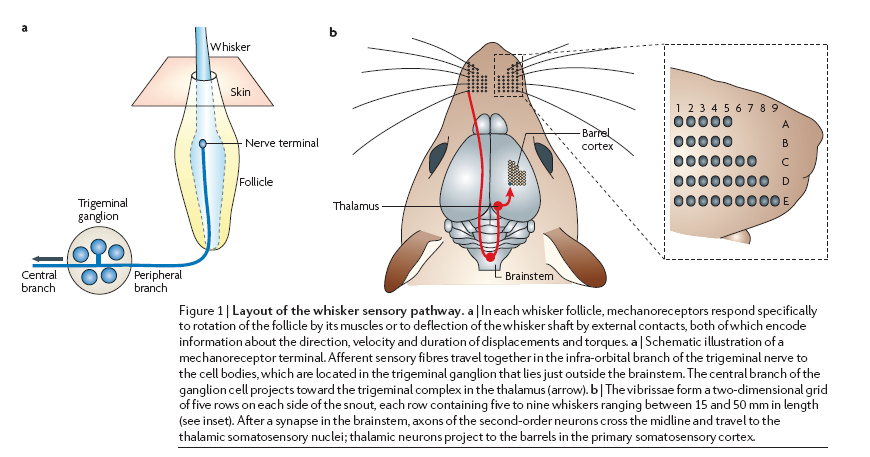 a
Whisker
Skin
Nerve terminal
Follicle
Trigeminal
ganglion
Central
branch
Peripheral
branch
b
Barrel
cortex
Thalamus
Brainstem
1 2 3 4 5 6 7 8 9
A
B
C
D
E
Figure 1 | Layout of the whisker sensory pathway. a | In each whisker follicle, mechanoreceptors respond specifically
to rotation of the follicle by its muscles or to deflection of the whisker shaft by external contacts, both of which encode
information about the direction, velocity and duration of displacements and torques. a | Schematic illustration of a
mechanoreceptor terminal. Afferent sensory fibres travel together in the infra-orbital branch of the trigeminal nerve to
the cell bodies, which are located in the trigeminal ganglion that lies just outside the brainstem. The central branch of the
ganglion cell projects toward the trigeminal complex in the thalamus (arrow). b | The vibrissae form a two-dimensional grid
of five rows on each side of the snout, each row containing five to nine whiskers ranging between 15 and 50 mm in length
(see inset). After a synapse in the brainstem, axons of the second-order neurons cross the midline and travel to the
thalamic somatosensory nuclei; thalamic neurons project to the barrels in the primary somatosensory cortex.